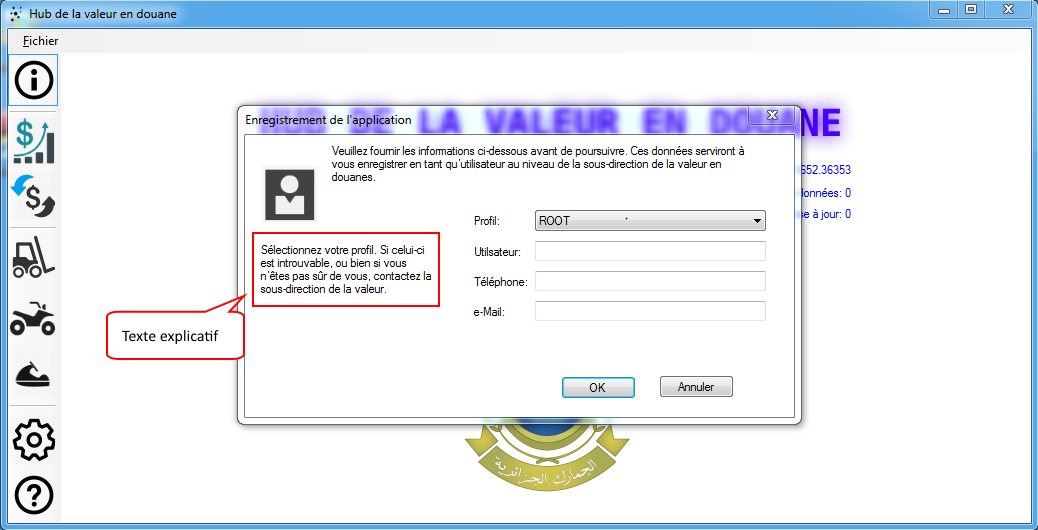 Hub de la valeur en douane
Fichier
HUB DE LA VALEUR EN DOUANE
Enregistrement de l'application
Veuillez fournir les infomations ci-dessous avant de poursuivre. Ces données serviront à
vous enregistrer en tant qu'utilisateur au niveau de la sous-direction de la valeur en
douanes.
652.36353
données: 0
se à jour: 0
Profil:
ROOT
Sélectionnez votre profil. Si celui-ci
est introuvable, ou bien si vous
n'êtes pas sûr de vous, contactez la
sous-direction de la valeur.
Utilsateur:
Téléphone:
e-Mail:
Texte explicatif
OK
Annuler
الجمارك الجزائرية